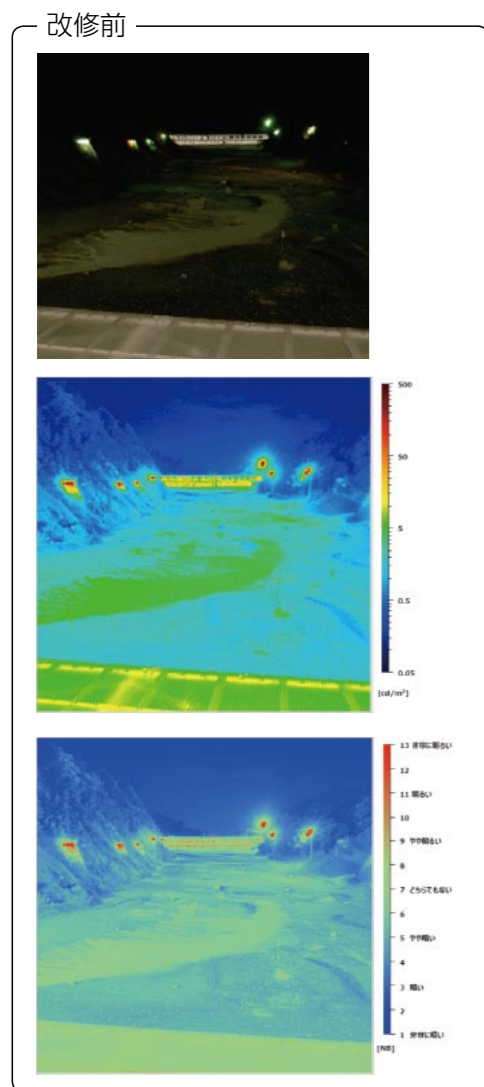 改修前
500
50
5
0.5
0.05
[cd/m²]
13 非常に明るい
12
11 明るい
10
9 やや明るい
8
7 どちらでもない
6
5 やや暗い
4
3 暗い
2
1 非常に暗い
[NB]